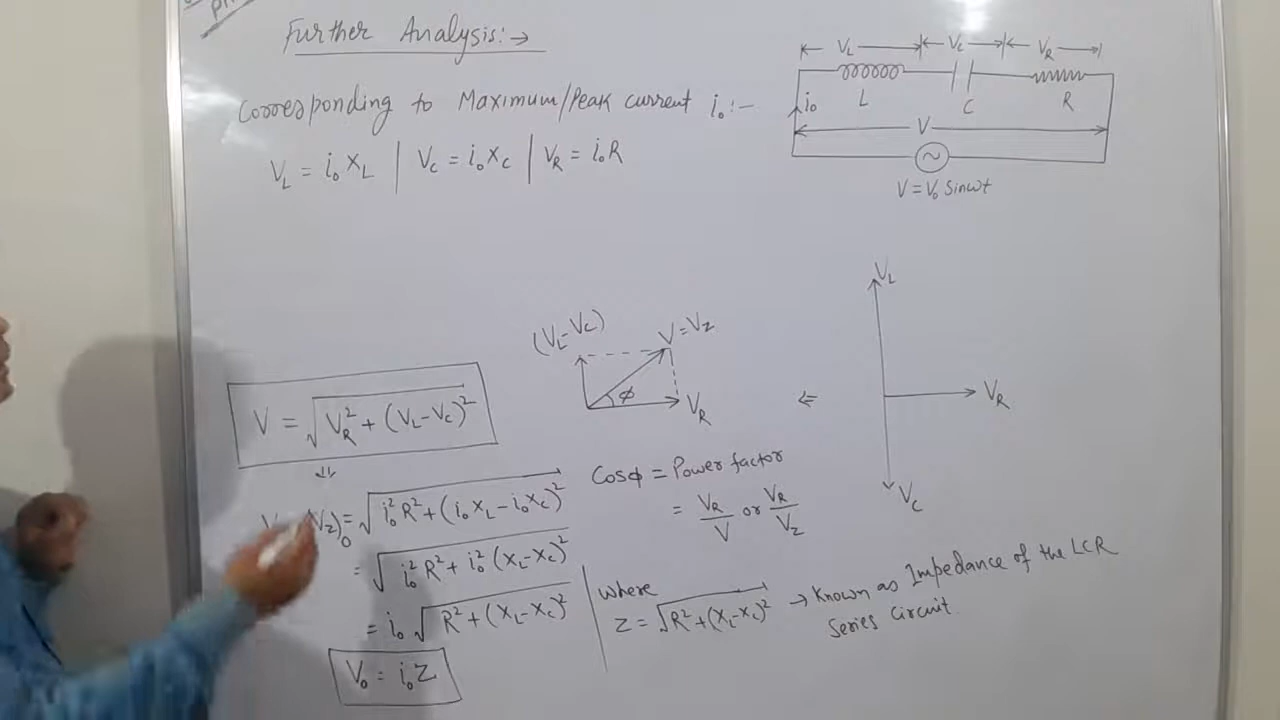 Further Analysis:→
Corresponding to Maximum/Peak current i₀:—
V_L = i₀X_L | V_C = i₀X_C | V_R = i₀R
V_L V_C V_R
i₀ L C R
V
~
V = V₀ Sinωt
V_L
V_R
V_C
⇐
(V_L-V_C) V=V_Z
ϕ V_R
V = √(V_R² + (V_L-V_C)²)
⇓
V_Z)₀ = √(i₀²R² + (i₀X_L - i₀X_C)²)
= √(i₀²R² + i₀²(X_L-X_C)²)
= i₀ √(R² + (X_L-X_C)²)
V₀ = i₀Z
Cosϕ = Power factor
= V_R/V or V_R/V_Z
where
Z = √(R² + (X_L-X_C)²) → Known as Impedance of the LCR
Series Circuit.